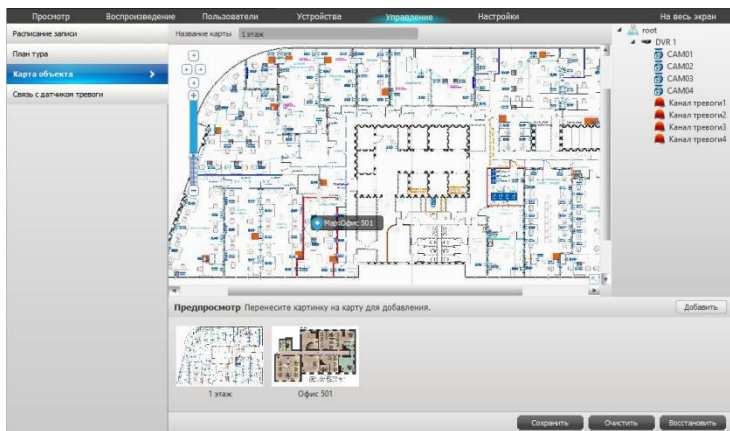 Просмотр Воспроизведение Пользователи Устройства Управление Настройки На весь экран
Расписание записи
План тура
Карта объекта
Связь с датчиком тревоги
Название карты 1 этаж
MapОфис 501
root
DVR 1
CAM01
CAM02
CAM03
CAM04
Канал тревоги1
Канал тревоги2
Канал тревоги3
Канал тревоги4
Предпросмотр Перенесите картинку на карту для добавления.
Добавить
1 этаж
Офис 501
Сохранить Очистить Восстановить